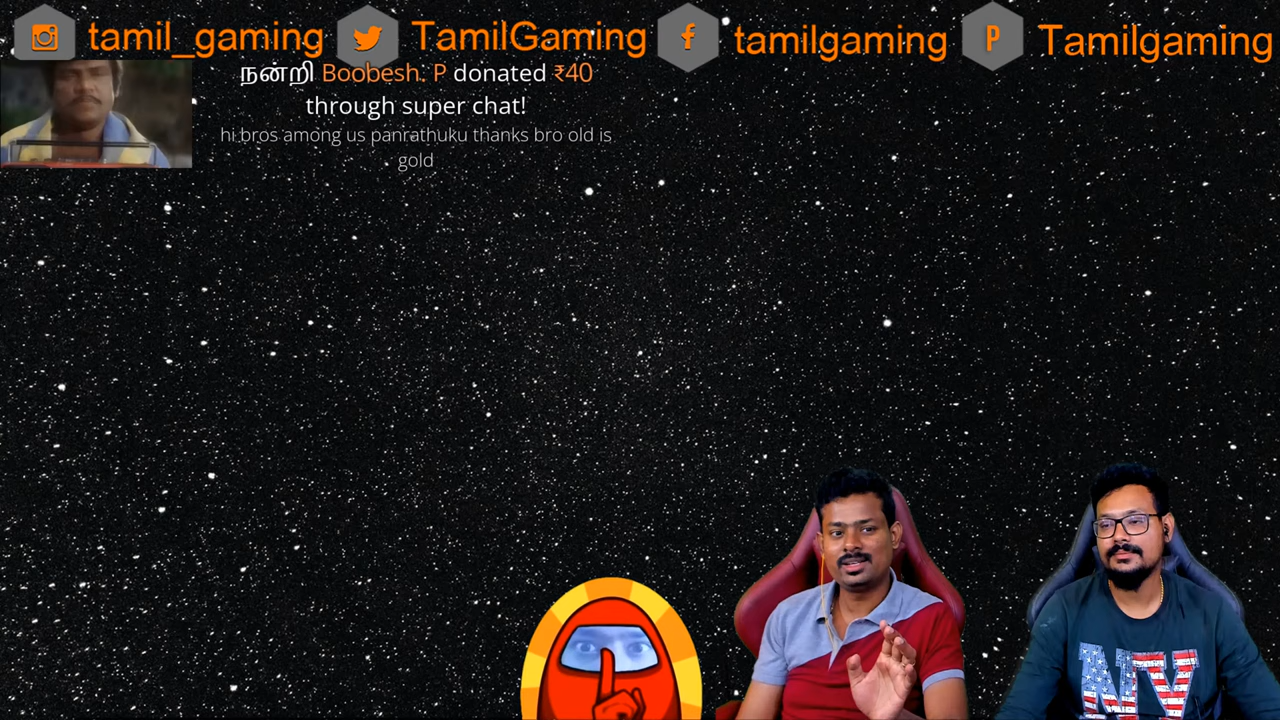 tamil_gaming TamilGaming tamilgaming P Tamilgaming
நன்றி Boobesh. P donated ₹40
through super chat!
hi bros among us panrathuku thanks bro old is
gold